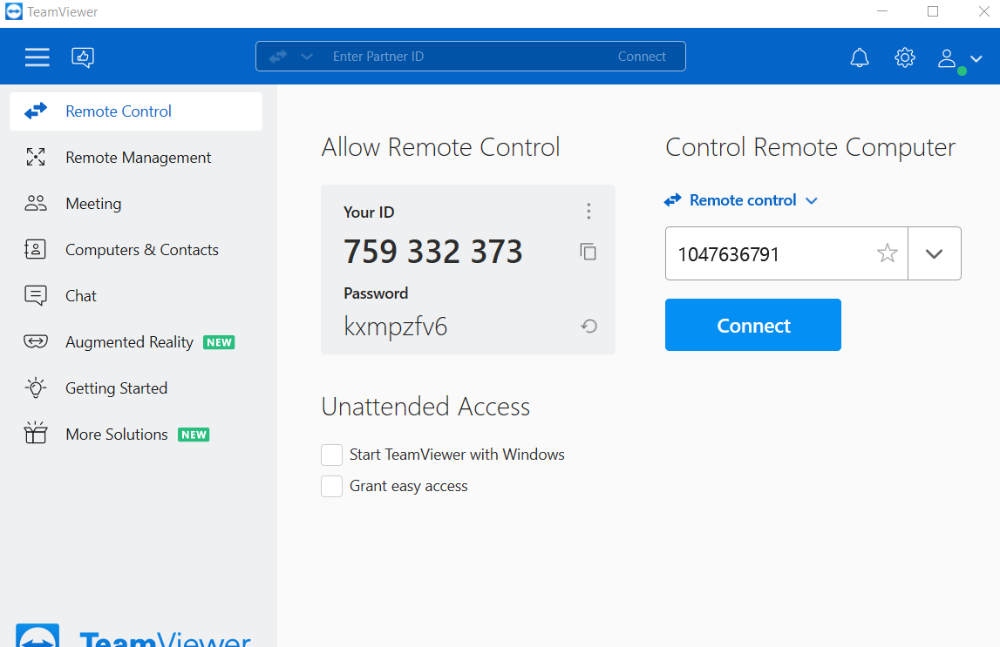 TeamViewer
Enter Partner ID
Connect
Remote Control
Remote Management
Meeting
Computers & Contacts
Chat
Augmented Reality NEW
Getting Started
More Solutions NEW
TeamViewer
Allow Remote Control
Your ID
759 332 373
Password
kxmpzfv6
Unattended Access
Start TeamViewer with Windows
Grant easy access
Control Remote Computer
Remote control
1047636791
Connect